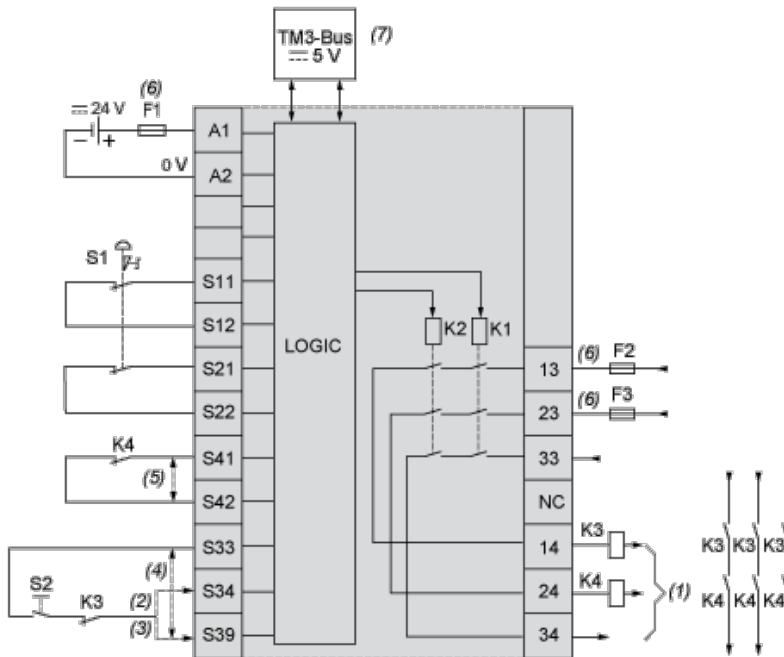 TM3-Bus (7)
5 V
(6)
24 V F1
A1
− +
0 V
A2
S1
S11
S12
S21
S22
K4
S41
(5)
S42
S33
(4)
S2
K3
(2)
S34
(3)
S39
LOGIC
K2 K1
13
(6) F2
23
(6) F3
33
NC
14
K3
24
K4
34
(1)
K3 K3 K3
K4 K4 K4